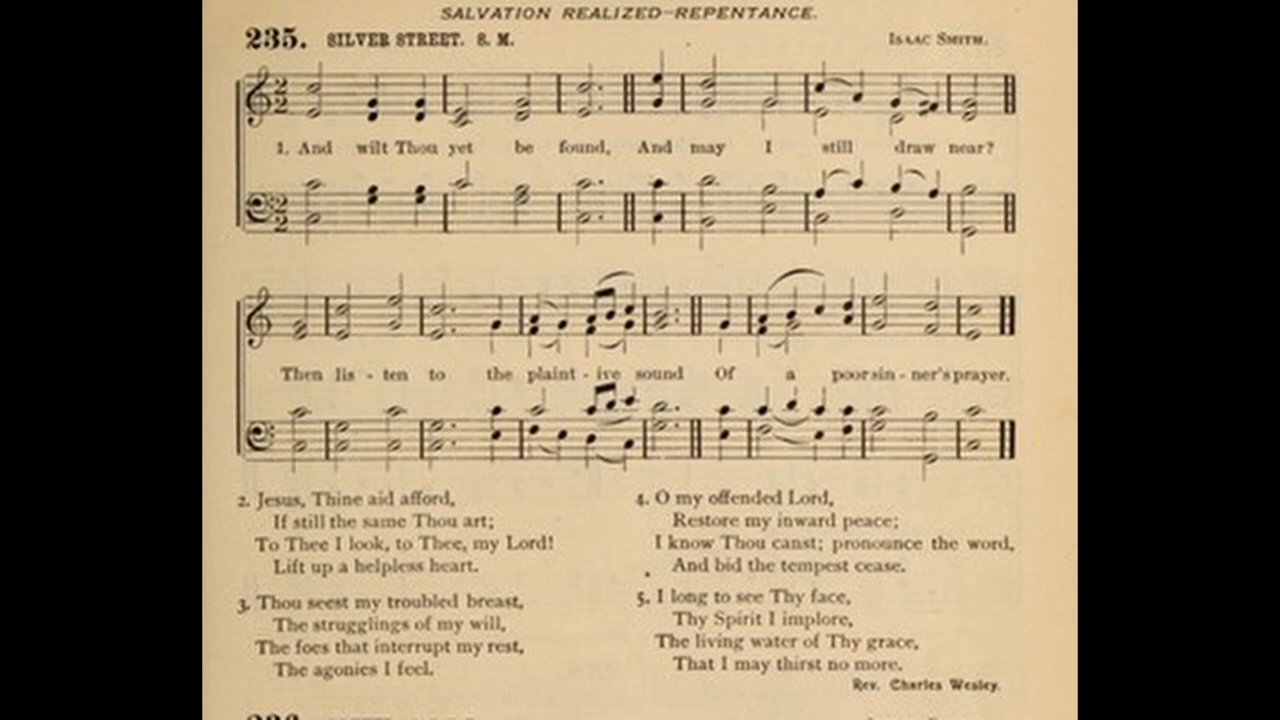 SALVATION REALIZED—REPENTANCE.
235. SILVER STREET. S. M. ISAAC SMITH.
1. And wilt Thou yet be found, And may I still draw near?
Then lis - ten to the plaint - ive sound Of a poor sin - ner's prayer.
2. Jesus, Thine aid afford,
If still the same Thou art;
To Thee I look, to Thee, my Lord!
Lift up a helpless heart.
3. Thou seest my troubled breast,
The strugglings of my will,
The foes that interrupt my rest,
The agonies I feel.
4. O my offended Lord,
Restore my inward peace;
I know Thou canst; pronounce the word,
And bid the tempest cease.
5. I long to see Thy face,
Thy Spirit I implore,
The living water of Thy grace,
That I may thirst no more.
Rev. Charles Wesley.